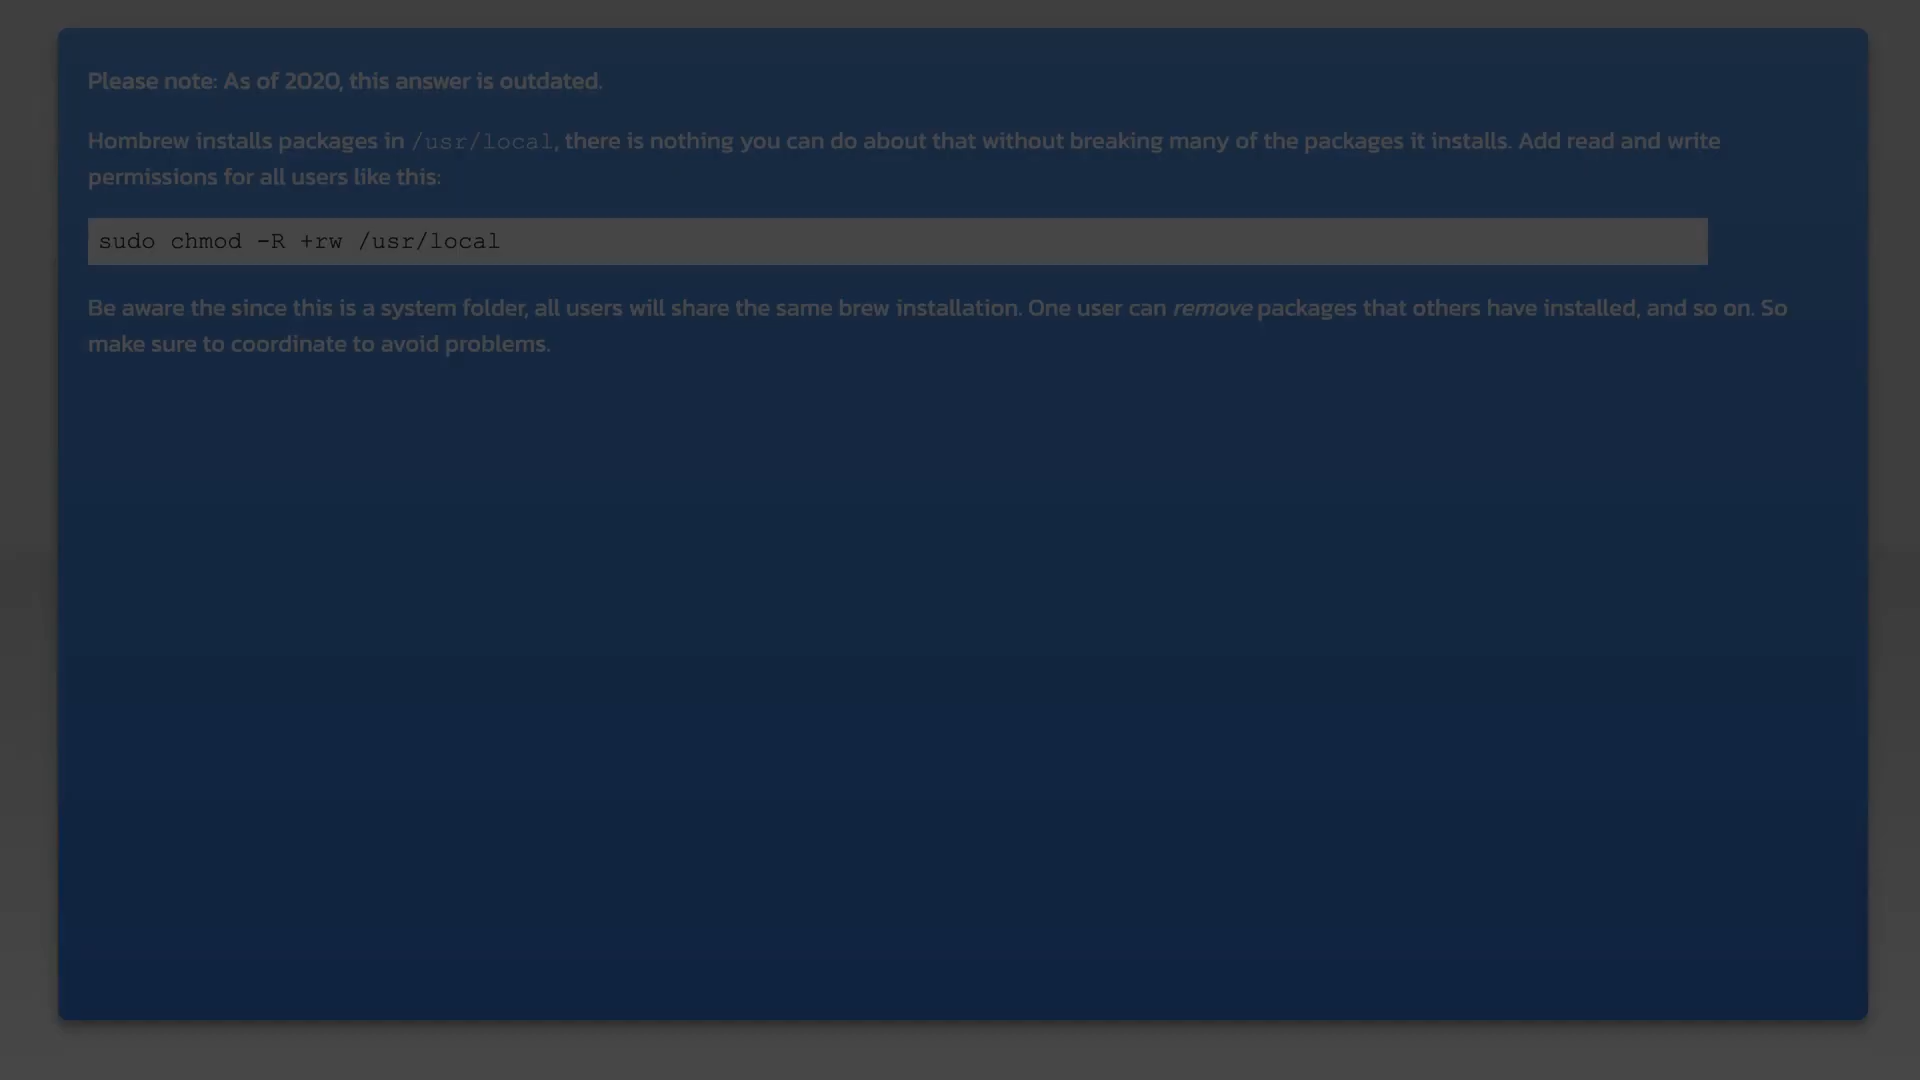 Please note: As of 2020, this answer is outdated.
Hombrew installs packages in /usr/local, there is nothing you can do about that without breaking many of the packages it installs. Add read and write
permissions for all users like this:
sudo chmod -R +rw /usr/local
Be aware the since this is a system folder, all users will share the same brew installation. One user can remove packages that others have installed, and so on. So
make sure to coordinate to avoid problems.